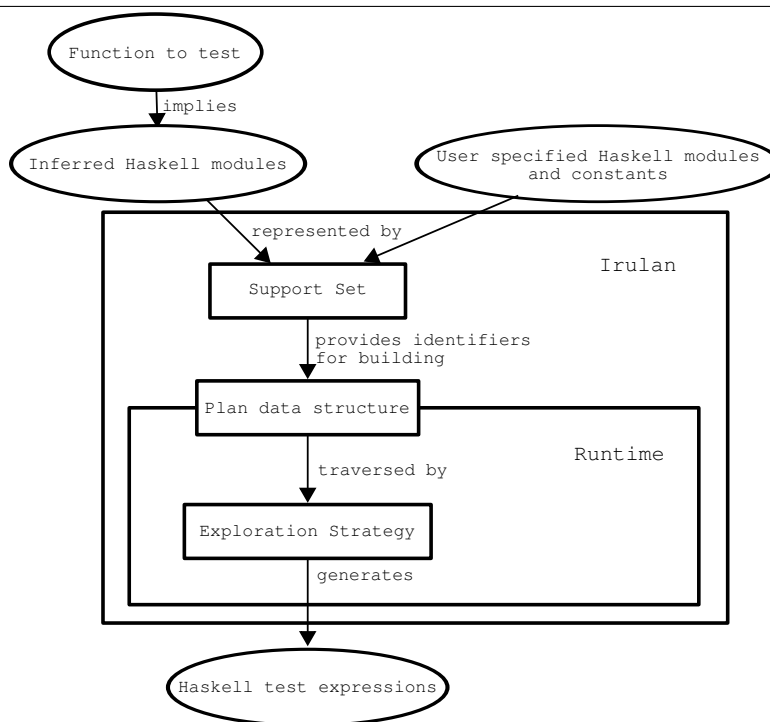 Function to test
implies
Inferred Haskell modules
User specified Haskell modules
and constants
represented by
Irulan
Support Set
provides identifiers
for building
Plan data structure
Runtime
traversed by
Exploration Strategy
generates
Haskell test expressions